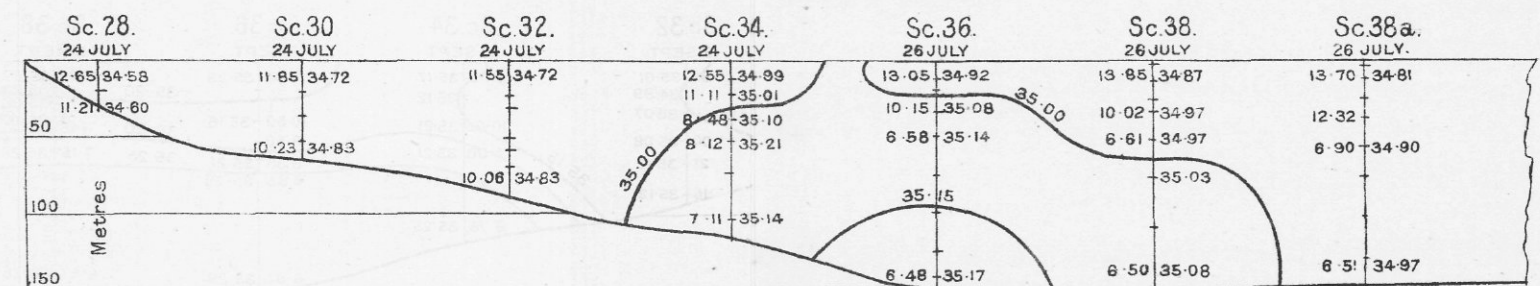 Sc.28. Sc.30 Sc.32. Sc.34. Sc.36. Sc.38. Sc.38a.
24 JULY 24 JULY 24 JULY 24 JULY 26 JULY 26 JULY 26 JULY.
12·65 34·58 11·85 34·72 11·55 34·72 12·55 34·99 13·05 34·92 13·85 34·87 13·70 34·81
11·11 35·01
11·21 34·60 10·15 35·08 35·00 10·02 34·97
8·48 35·10 12·32
50 6·58 35·14 6·61 34·97
10·23 34·83 8·12 35·21 6·90 34·90
10·06 34·83 35·00 35·03
35·15
100 7·11 35·14
Metres
150 6·48 35·17 6·50 35·08 34·97